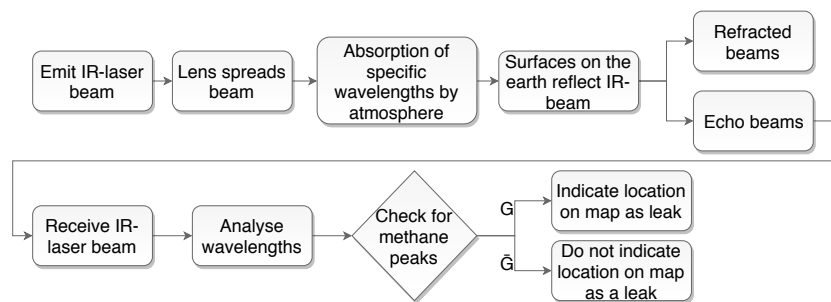 Emit IR-laser
beam
Lens spreads
beam
Absorption of
specific
wavelengths by
atmosphere
Surfaces on the
earth reflect IR-
beam
Refracted
beams
Echo beams
Receive IR-
laser beam
Analyse
wavelengths
Check for
methane
peaks
G
Indicate location
on map as leak
Ḡ
Do not indicate
location on map
as a leak